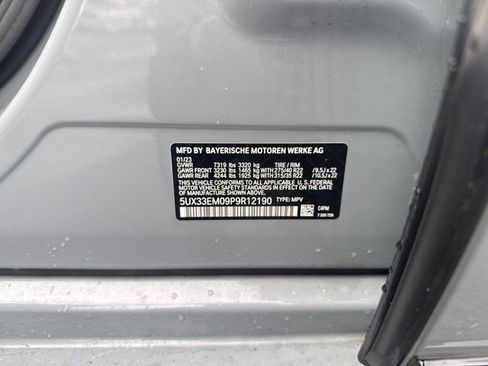 MFD BY BAYERISCHE MOTOREN WERKE AG
01/23
GVWR 7319 lbs 3320 kg TIRE / RIM
GAWR FRONT 3230 lbs 1465 kg WITH 275/40 R22 /9.5J x 22
GAWR REAR 4244 lbs 1925 kg WITH 315/35 R22 /10.5J x 22
THIS VEHICLE CONFORMS TO ALL APPLICABLE U.S. FEDERAL
MOTOR VEHICLE SAFETY STANDARDS IN EFFECT ON THE
DATE OF MANUFACTURE SHOWN ABOVE.
5UX33EM09P9R12190 TYPE: MPV
C4PM